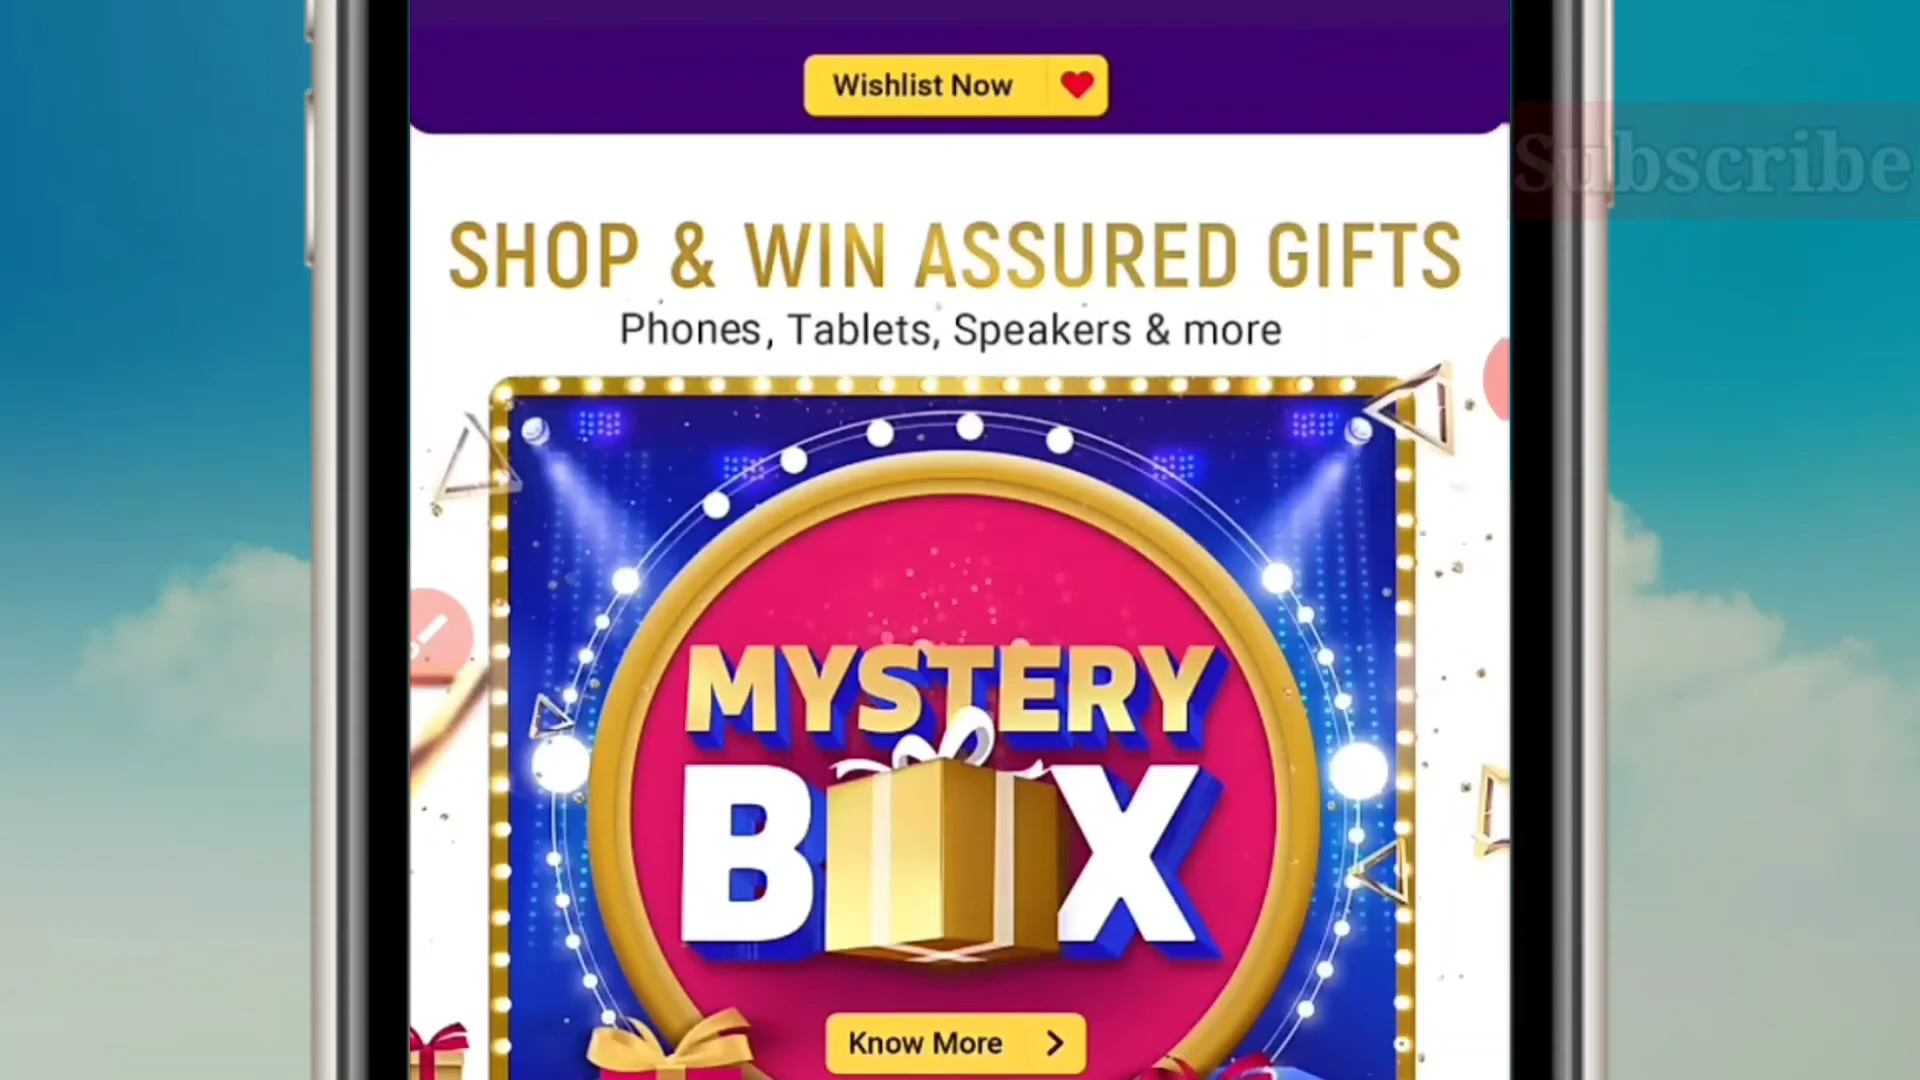 Wishlist Now
Subscribe
SHOP & WIN ASSURED GIFTS
Phones, Tablets, Speakers & more
MYSTERY
BOX
Know More